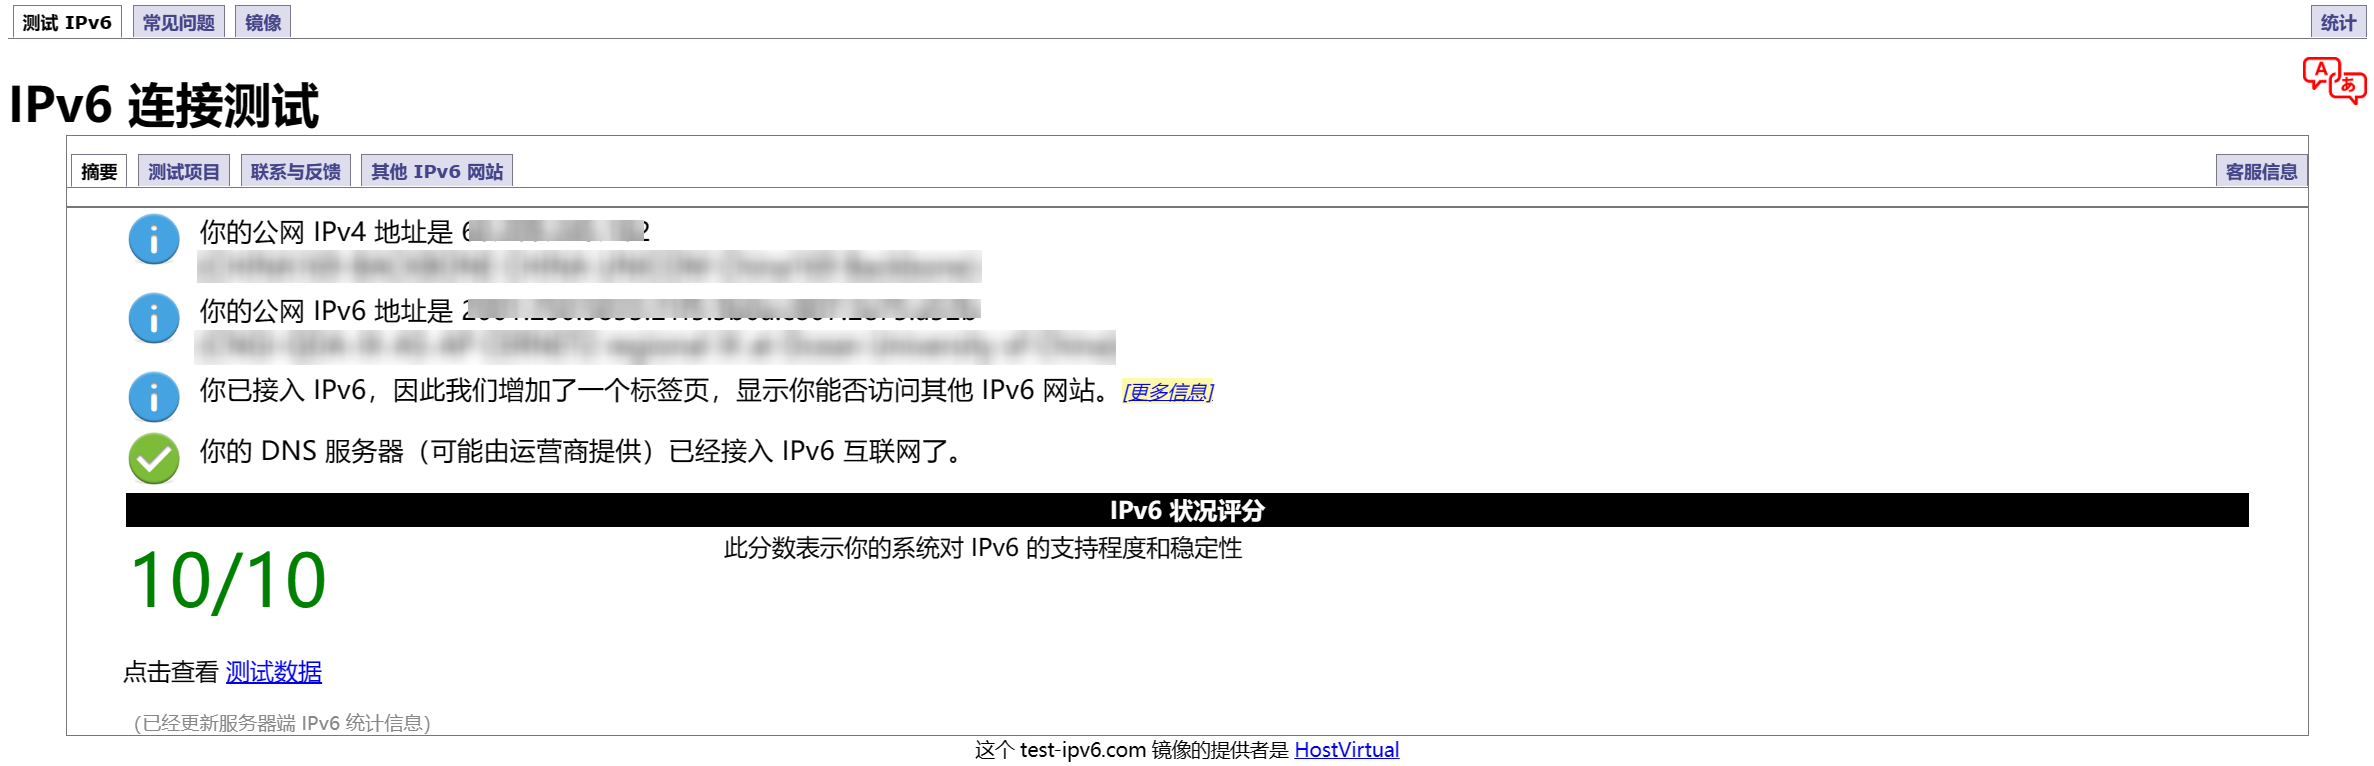 测试 IPv6 常见问题 镜像 统计
IPv6 连接测试
摘要 测试项目 联系与反馈 其他 IPv6 网站 客服信息
你的公网 IPv4 地址是
你的公网 IPv6 地址是
你已接入 IPv6，因此我们增加了一个标签页，显示你能否访问其他 IPv6 网站。[更多信息]
你的 DNS 服务器（可能由运营商提供）已经接入 IPv6 互联网了。
IPv6 状况评分
10/10
此分数表示你的系统对 IPv6 的支持程度和稳定性
点击查看 测试数据
（已经更新服务器端 IPv6 统计信息）
这个 test-ipv6.com 镜像的提供者是 HostVirtual